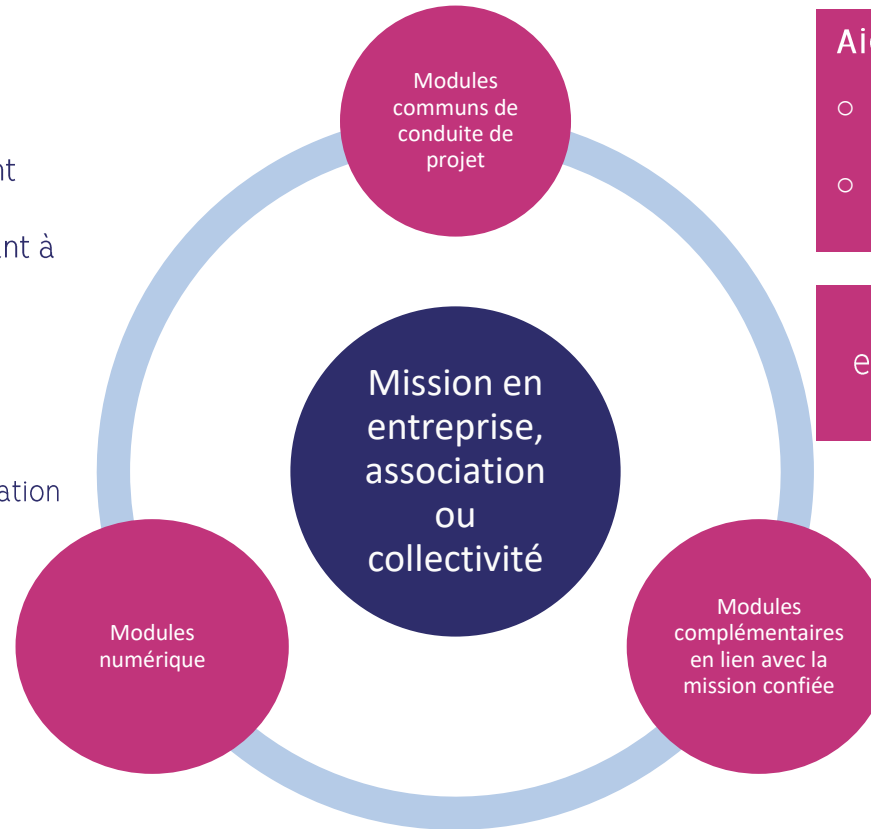 Modules
communs de
conduite de
projet
Mission en
entreprise,
association
ou
collectivité
Modules
numérique
Modules
complémentaires
en lien avec la
mission confiée
à